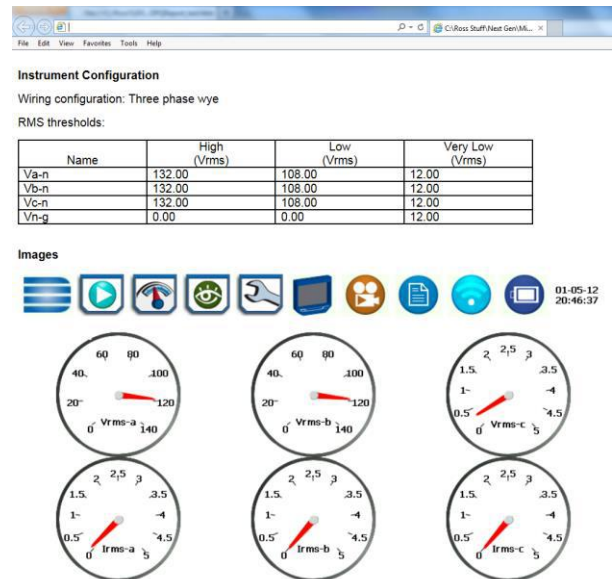 C:\Ross Stuff\Next Gen\Mi...
File Edit View Favorites Tools Help
Instrument Configuration
Wiring configuration: Three phase wye
RMS thresholds:
Name High (Vrms) Low (Vrms) Very Low (Vrms)
Va-n 132.00 108.00 12.00
Vb-n 132.00 108.00 12.00
Vc-n 132.00 108.00 12.00
Vn-g 0.00 0.00 12.00
Images
01-05-12
20:46:37
0 20 40 60 80 100 120 140 Vrms-a
0 20 40 60 80 100 120 140 Vrms-b
0 0.5 1 1.5 2 2.5 3 3.5 4 4.5 5 Vrms-c
0 0.5 1 1.5 2 2.5 3 3.5 4 4.5 5 Irms-a
0 0.5 1 1.5 2 2.5 3 3.5 4 4.5 5 Irms-b
0 0.5 1 1.5 2 2.5 3 3.5 4 4.5 5 Irms-c